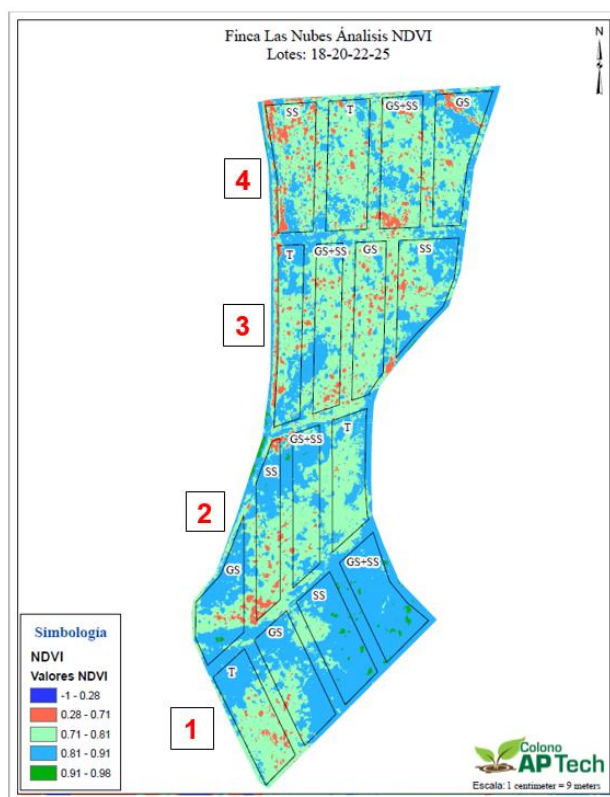 Finca Las Nubes Ánalisis NDVI
Lotes: 18-20-22-25
N
SS
T
GS+SS
GS
4
T
GS+SS
GS
SS
3
GS+SS
T
SS
2
GS
GS+SS
SS
GS
T
1
Simbología
NDVI
Valores NDVI
-1 - 0.28
0.28 - 0.71
0.71 - 0.81
0.81 - 0.91
0.91 - 0.98
Colono
AP Tech
Escala: 1 centimeter = 9 meters